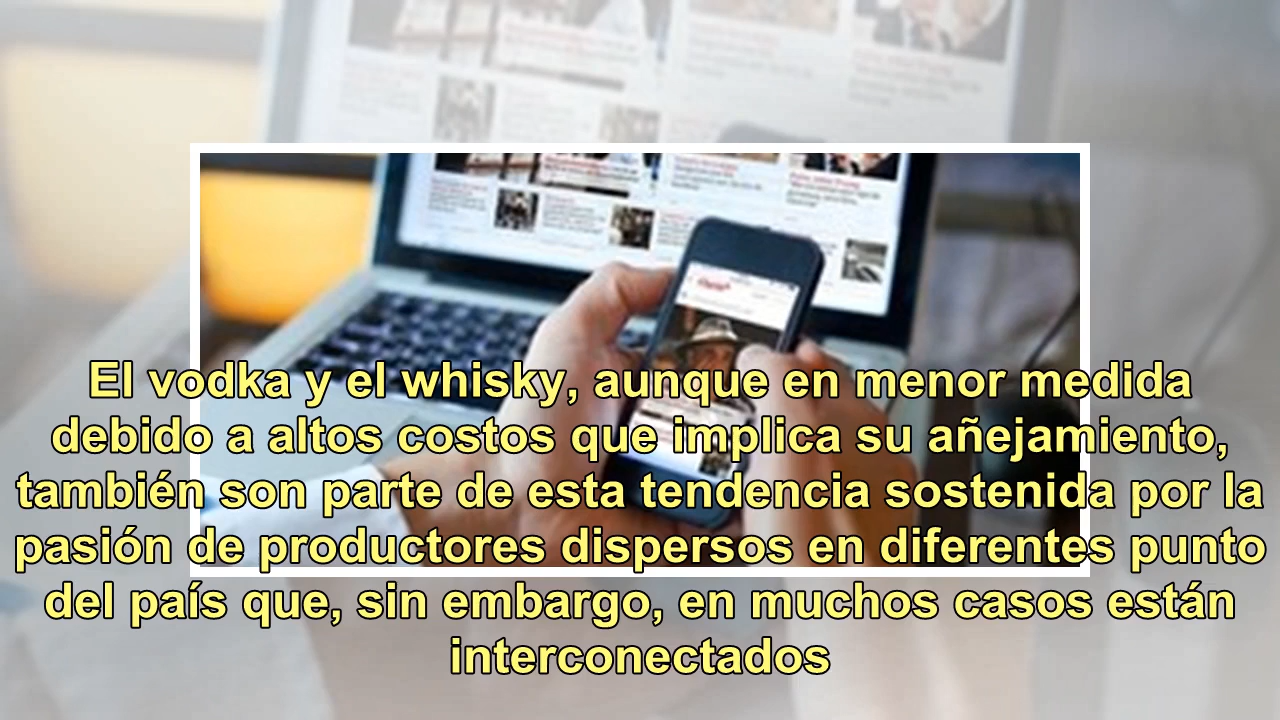 El vodka y el whisky, aunque en menor medida
debido a altos costos que implica su añejamiento,
también son parte de esta tendencia sostenida por la
pasión de productores dispersos en diferentes punto
del país que, sin embargo, en muchos casos están
interconectados